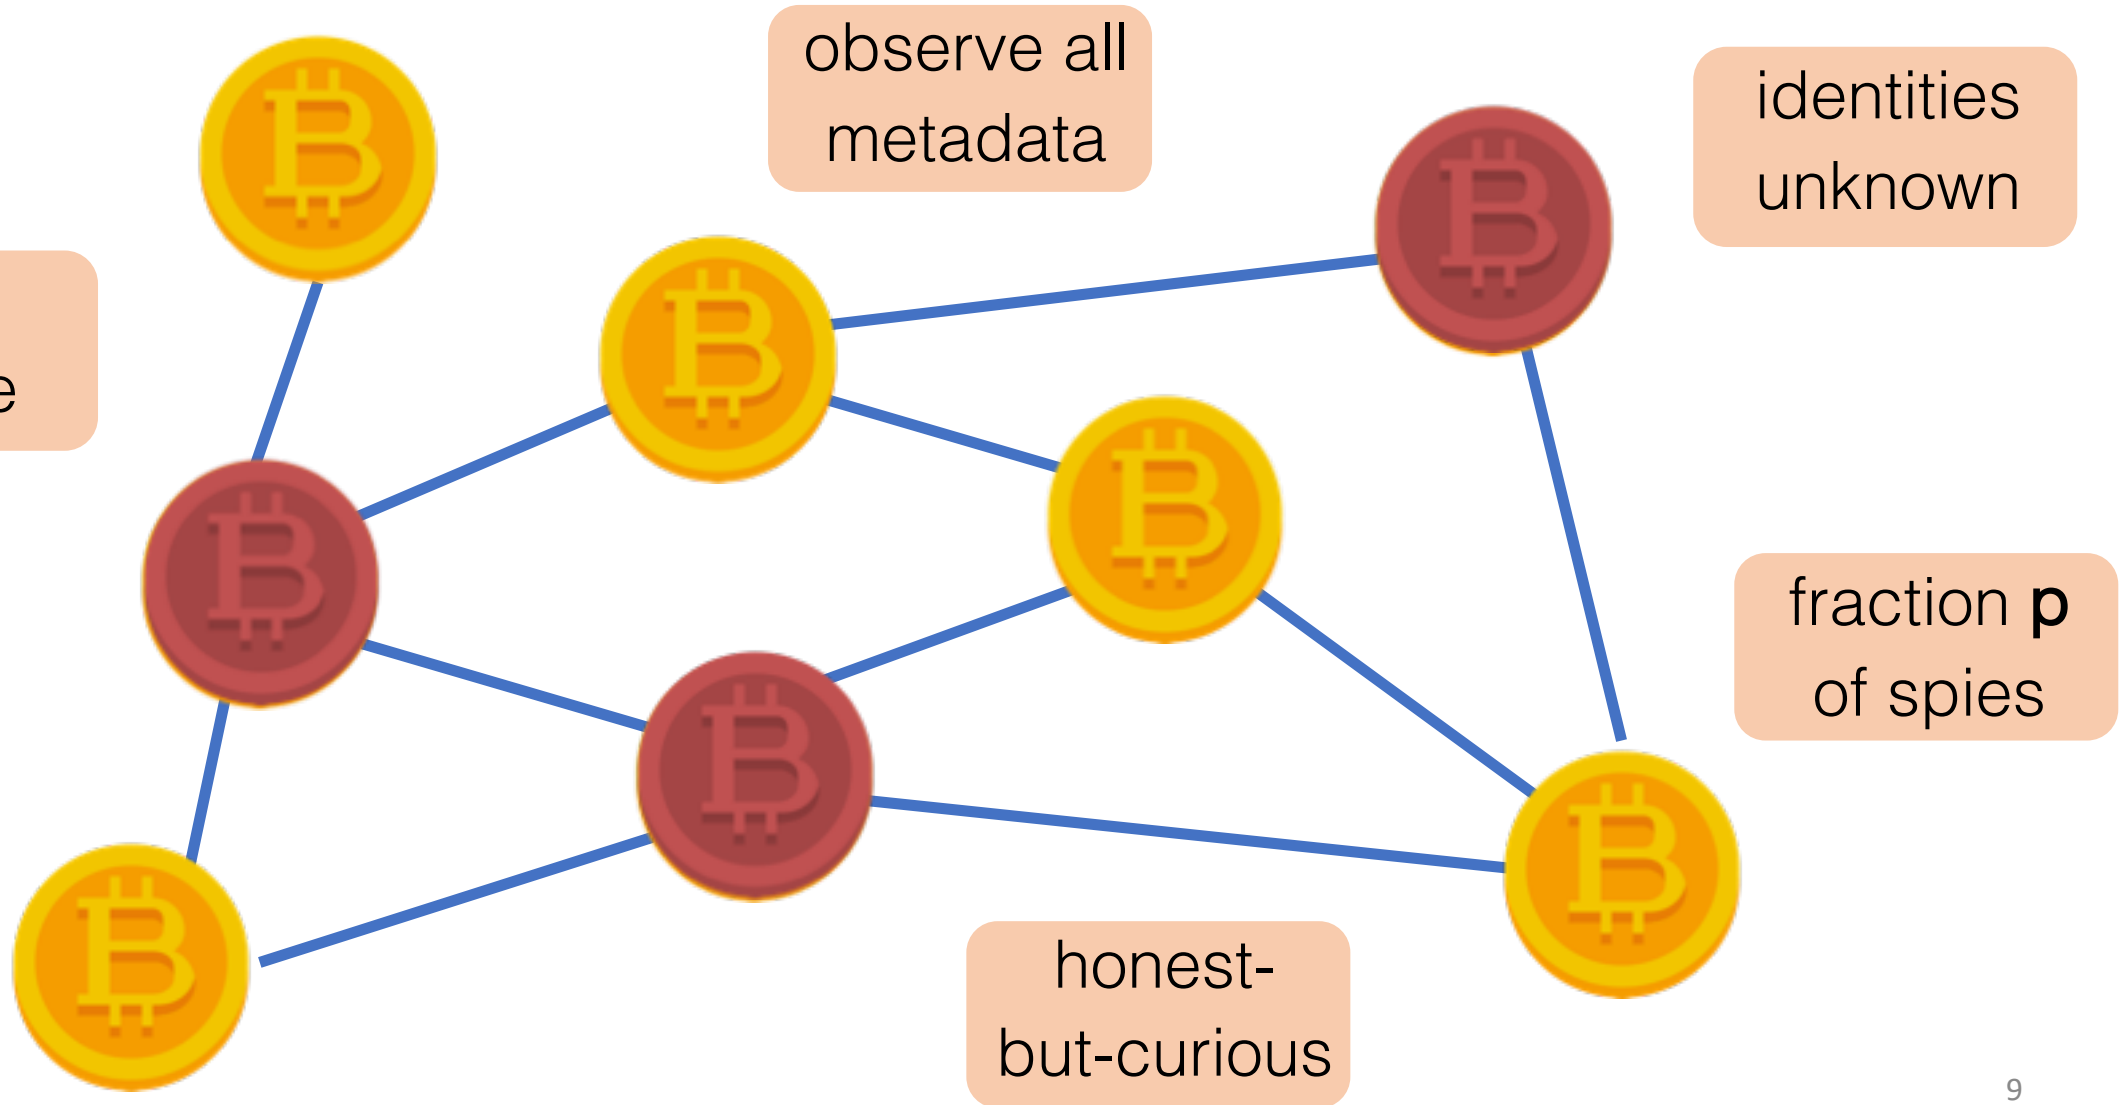 observe all
metadata
identities
unknown
e
fraction p
of spies
honest-
but-curious
9